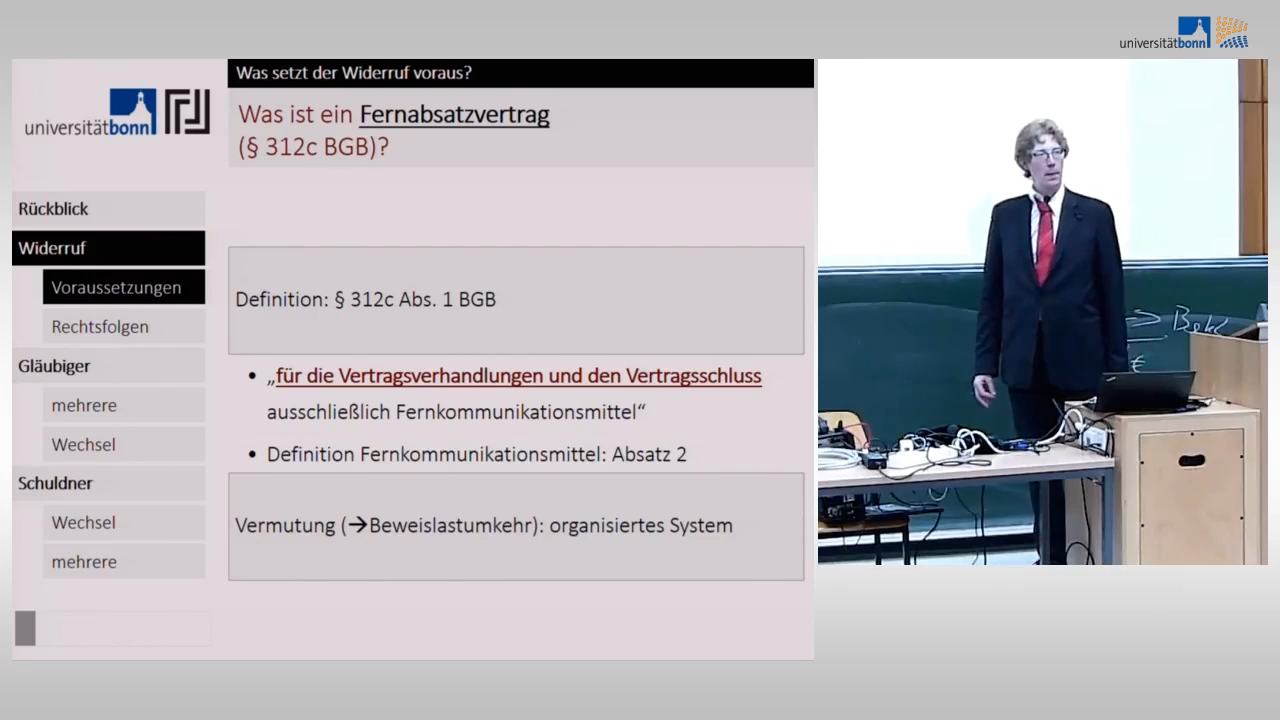 universitätbonn
Was setzt der Widerruf voraus?
universitätbonn
Was ist ein Fernabsatzvertrag
(§ 312c BGB)?
Rückblick
Widerruf
Voraussetzungen
Rechtsfolgen
Gläubiger
mehrere
Wechsel
Schuldner
Wechsel
mehrere
Definition: § 312c Abs. 1 BGB
• „für die Vertragsverhandlungen und den Vertragsschluss
ausschließlich Fernkommunikationsmittel“
• Definition Fernkommunikationsmittel: Absatz 2
Vermutung (→Beweislastumkehr): organisiertes System
€